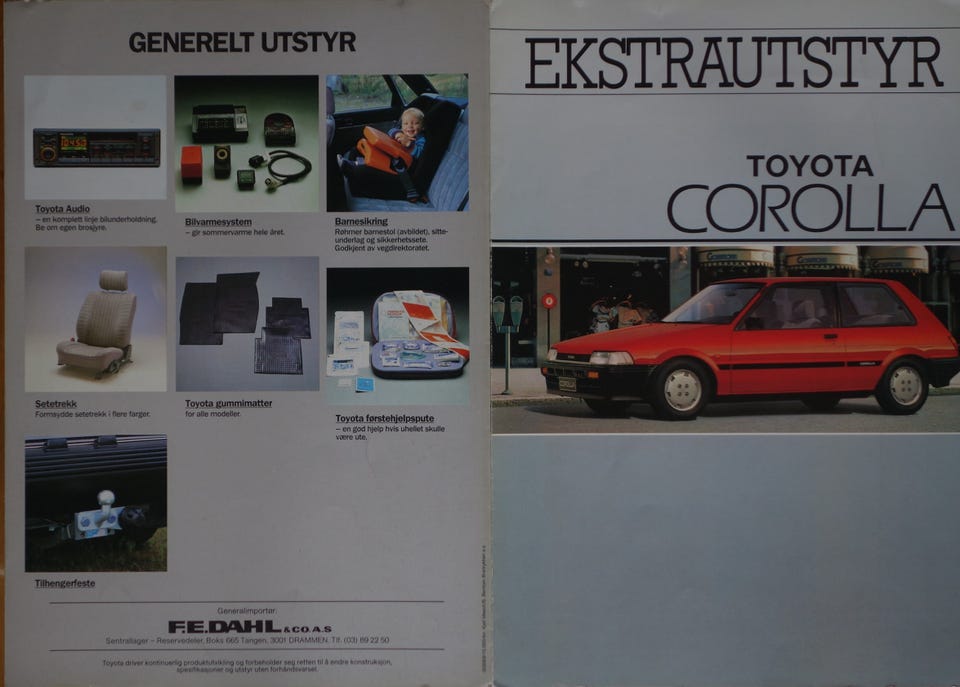 GENERELT UTSTYR
Toyota Audio
– en komplett linje bilunderholdning.
Be om egen brosjyre.
Bilvarmesystem
– gir sommervarme hele året.
Barnesikring
Rømer barnestol (avbildet), sitte-
underlag og sikkerhetssete.
Godkjent av vegdirektoratet.
Setetrekk
Formsydde setetrekk i flere farger.
Toyota gummimatter
for alle modeller.
Toyota førstehjelpspute
– en god hjelp hvis uhellet skulle
være ute.
Tilhengerfeste
Generalimportør:
F.E.DAHL & CO.A.S
Sentrallager – Reservedeler, Boks 665 Tangen, 3001 DRAMMEN. Tlf. (03) 89 22 50
Toyota driver kontinuerlig produktutvikling og forbeholder seg retten til å endre konstruksjon,
spesifikasjoner og utstyr uten forhåndsvarsel.
EKSTRAUTSTYR
TOYOTA
COROLLA
COROLLA